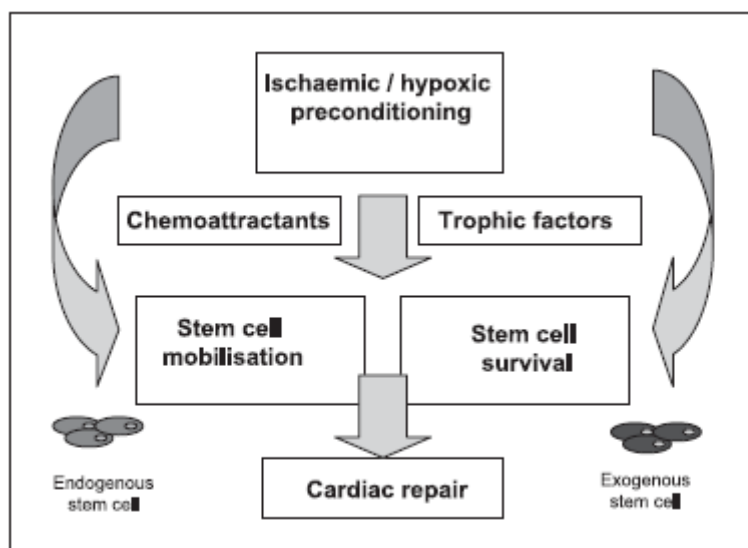 Ischaemic / hypoxic
preconditioning
Chemoattractants
Trophic factors
Stem cell
mobilisation
Stem cell
survival
Endogenous
stem cell
Cardiac repair
Exogenous
stem cell